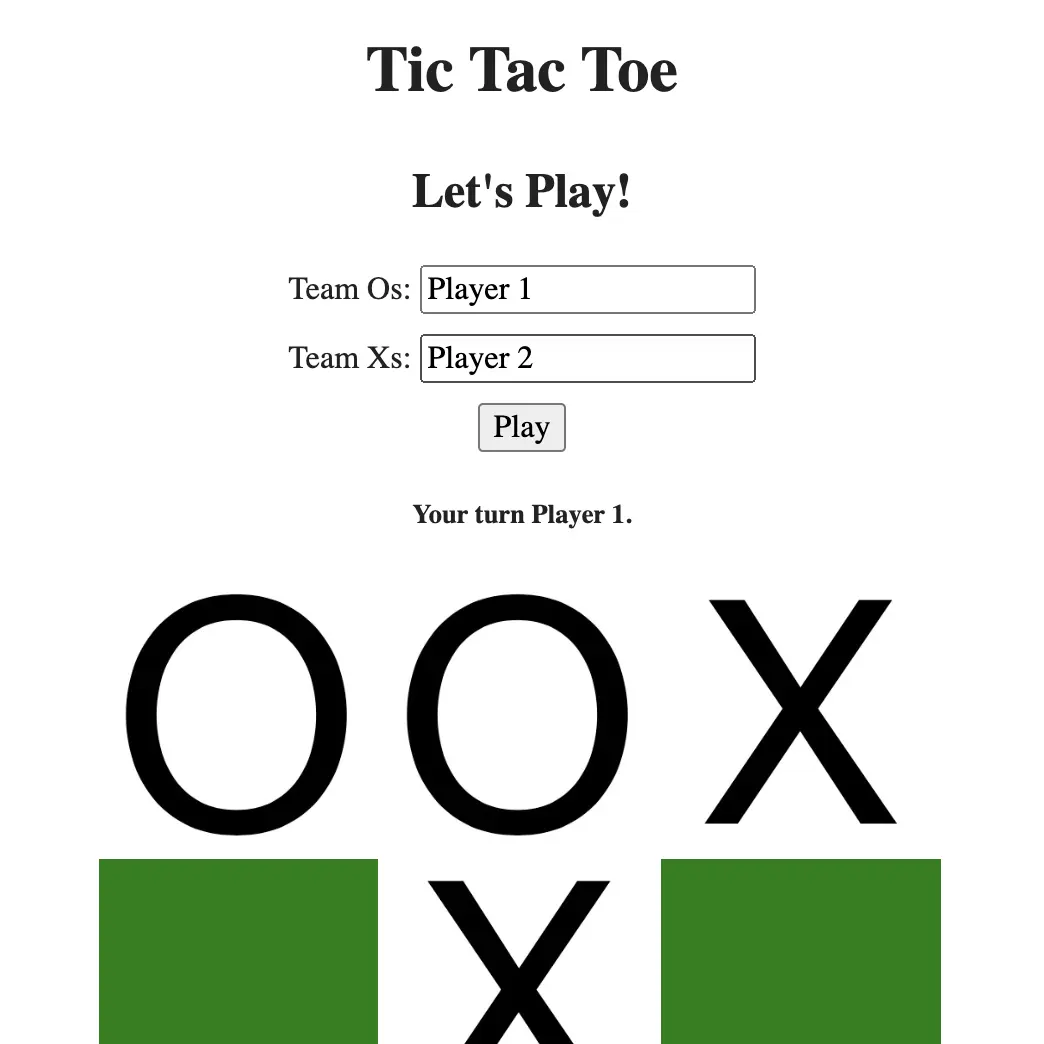 Tic Tac Toe
Let's Play!
Team Os: Player 1
Team Xs: Player 2
Play
Your turn Player 1.
O O X
X